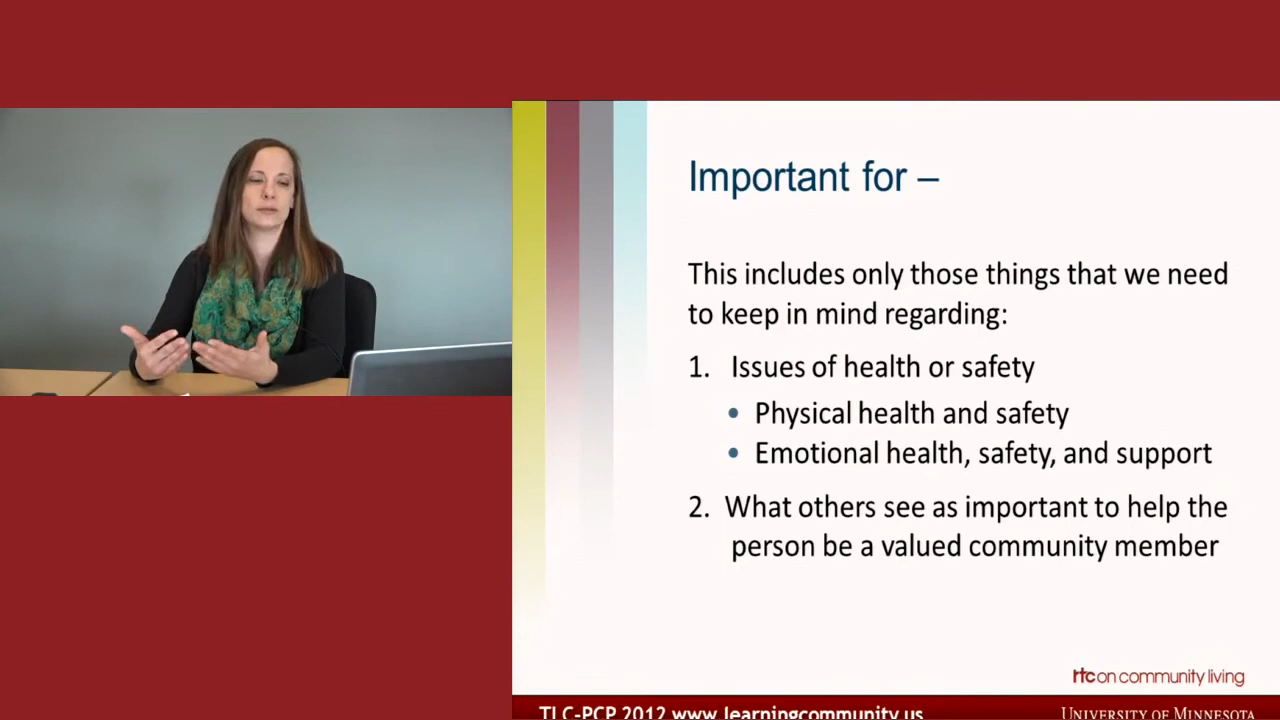 Important for –
This includes only those things that we need
to keep in mind regarding:
1. Issues of health or safety
• Physical health and safety
• Emotional health, safety, and support
2. What others see as important to help the
person be a valued community member
rtc on community living
TLC-PCP 2012 www.learningcommunity.us
UNIVERSITY OF MINNESOTA